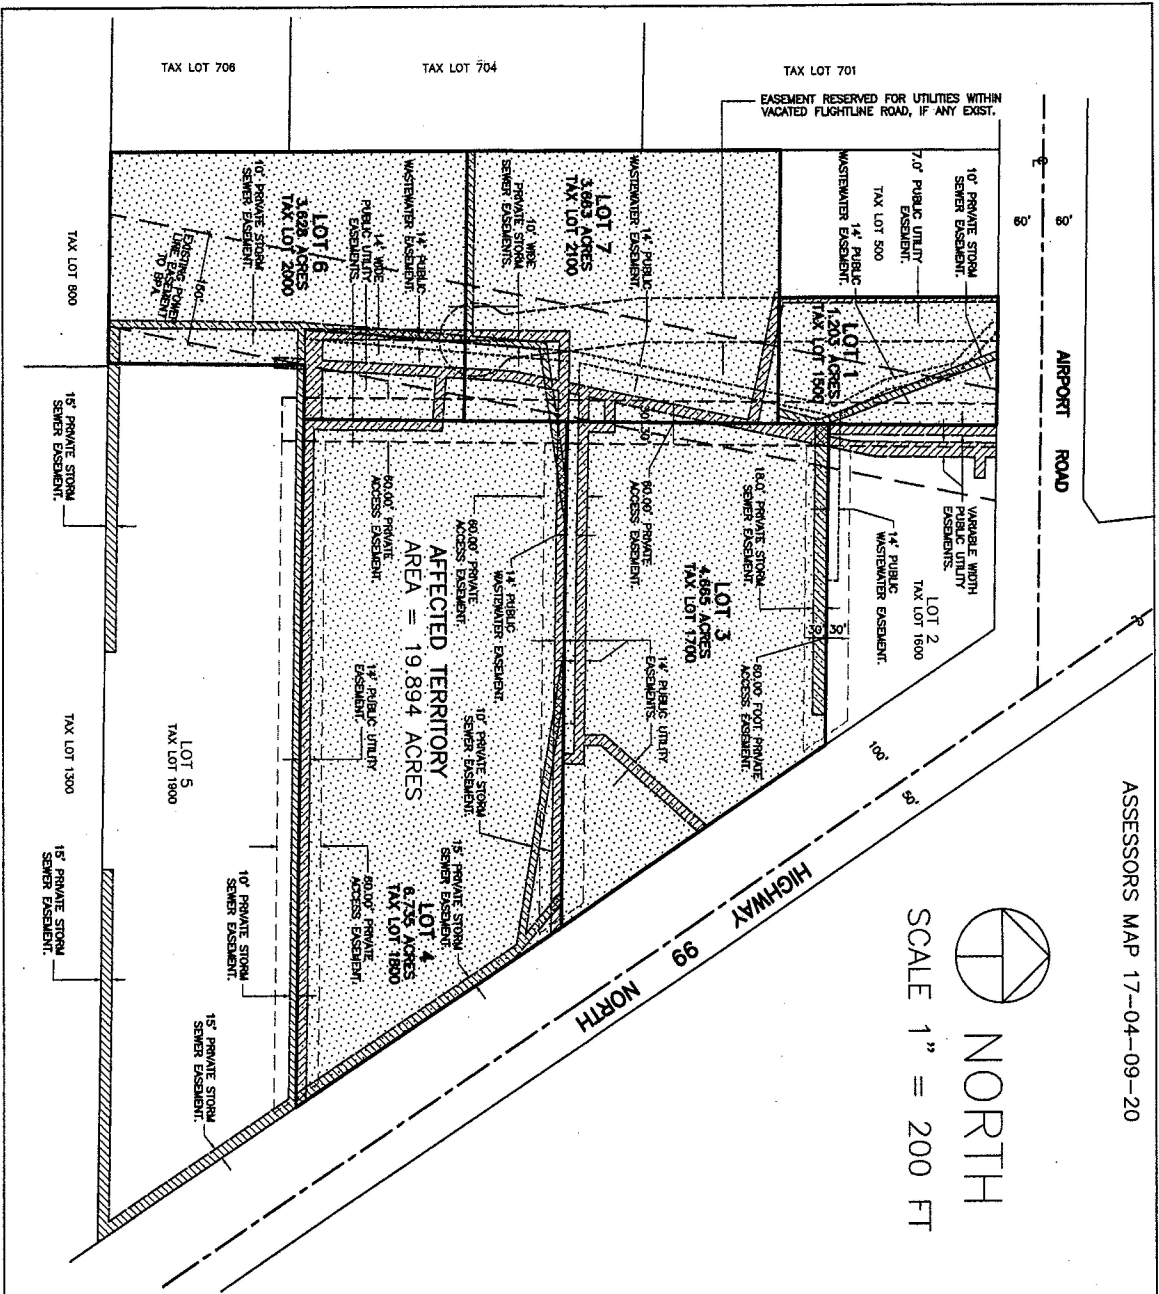 ASSESSORS MAP 17-04-09-20
NORTH
SCALE 1" = 200 FT
TAX LOT 706
TAX LOT 704
TAX LOT 701
EASEMENT RESERVED FOR UTILITIES WITHIN
VACATED FLIGHTLINE ROAD, IF ANY EXIST.
AIRPORT ROAD
60'
60'
10' PRIVATE STORM
SEWER EASEMENT.
7.0' PUBLIC UTILITY
EASEMENT.
TAX LOT 500
14' PUBLIC
WASTEWATER EASEMENT.
LOT 1
1.203 ACRES
TAX LOT 1500
14' PUBLIC
WASTEWATER EASEMENT.
LOT 7
3.663 ACRES
TAX LOT 2100
10' WIDE
PRIVATE STORM
SEWER EASEMENTS.
14' PUBLIC
WASTEWATER EASEMENT.
14' WIDE
PUBLIC UTILITY
EASEMENTS.
LOT 6
3.628 ACRES
TAX LOT 2000
10' PRIVATE STORM
SEWER EASEMENT.
150'
EXISTING POWER
LINE EASEMENT
TO BPA
TAX LOT 600
VARIABLE WIDTH
PUBLIC UTILITY
EASEMENTS.
LOT 2
TAX LOT 1600
14' PUBLIC
WASTEWATER EASEMENT.
30'
30'
18.0' PRIVATE STORM
SEWER EASEMENT.
60.00 FOOT PRIVATE
ACCESS EASEMENT.
LOT 3
4.665 ACRES
TAX LOT 1700
30'
30'
60.00' PRIVATE
ACCESS EASEMENT.
14' PUBLIC UTILITY
EASEMENTS.
14' PUBLIC
WASTEWATER EASEMENT.
60.00' PRIVATE
ACCESS EASEMENT.
10' PRIVATE STORM
SEWER EASEMENT.
AFFECTED TERRITORY
AREA = 19.894 ACRES
60.00' PRIVATE
ACCESS EASEMENT.
14' PUBLIC UTILITY
EASEMENT.
15' PRIVATE STORM
SEWER EASEMENT.
LOT 4
6.735 ACRES
TAX LOT 1800
60.00' PRIVATE
ACCESS EASEMENT.
10' PRIVATE STORM
SEWER EASEMENT.
15' PRIVATE STORM
SEWER EASEMENT.
LOT 5
TAX LOT 1900
TAX LOT 1300
15' PRIVATE STORM
SEWER EASEMENT.
15' PRIVATE STORM
SEWER EASEMENT.
100'
50'
HIGHWAY 99 NORTH